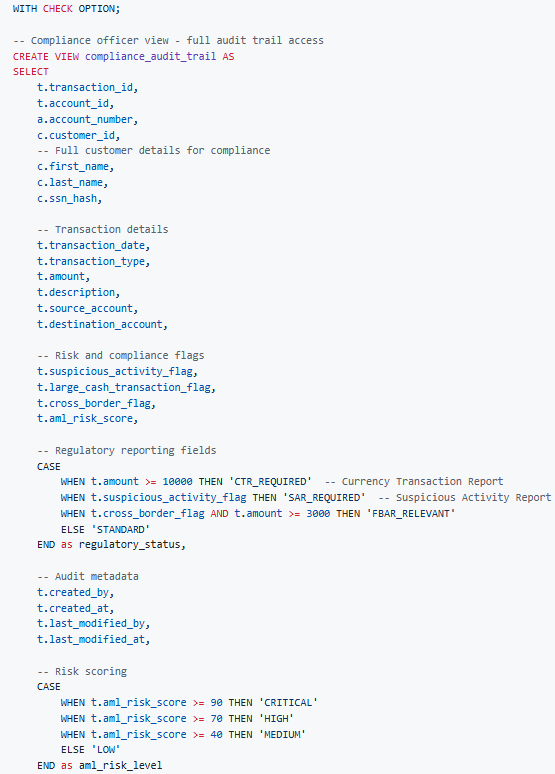 WITH CHECK OPTION;

-- Compliance officer view - full audit trail access
CREATE VIEW compliance_audit_trail AS
SELECT
    t.transaction_id,
    t.account_id,
    a.account_number,
    c.customer_id,
    -- Full customer details for compliance
    c.first_name,
    c.last_name,
    c.ssn_hash,

    -- Transaction details
    t.transaction_date,
    t.transaction_type,
    t.amount,
    t.description,
    t.source_account,
    t.destination_account,

    -- Risk and compliance flags
    t.suspicious_activity_flag,
    t.large_cash_transaction_flag,
    t.cross_border_flag,
    t.aml_risk_score,

    -- Regulatory reporting fields
    CASE
        WHEN t.amount >= 10000 THEN 'CTR_REQUIRED'  -- Currency Transaction Report
        WHEN t.suspicious_activity_flag THEN 'SAR_REQUIRED'  -- Suspicious Activity Report
        WHEN t.cross_border_flag AND t.amount >= 3000 THEN 'FBAR_RELEVANT'
        ELSE 'STANDARD'
    END as regulatory_status,

    -- Audit metadata
    t.created_by,
    t.created_at,
    t.last_modified_by,
    t.last_modified_at,

    -- Risk scoring
    CASE
        WHEN t.aml_risk_score >= 90 THEN 'CRITICAL'
        WHEN t.aml_risk_score >= 70 THEN 'HIGH'
        WHEN t.aml_risk_score >= 40 THEN 'MEDIUM'
        ELSE 'LOW'
    END as aml_risk_level